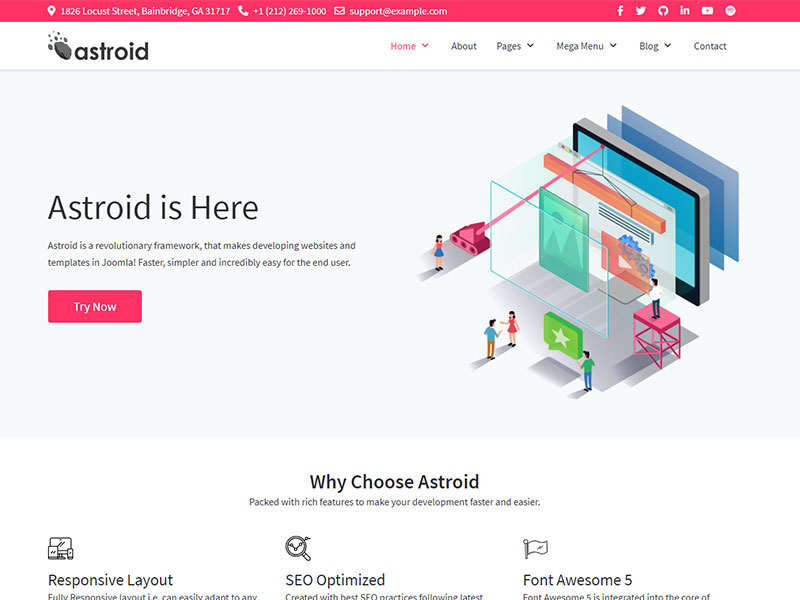 1826 Locust Street, Bainbridge, GA 31717 +1 (212) 269-1000 support@example.com
astroid
Home About Pages Mega Menu Blog Contact
Astroid is Here
Astroid is a revolutionary framework, that makes developing websites and
templates in Joomla! Faster, simpler and incredibly easy for the end user.
Try Now
Why Choose Astroid
Packed with rich features to make your development faster and easier.
Responsive Layout SEO Optimized Font Awesome 5
Fully Responsive layout i.e. can easily adapt to any Created with best SEO practices following latest Font Awesome 5 is integrated into the core of